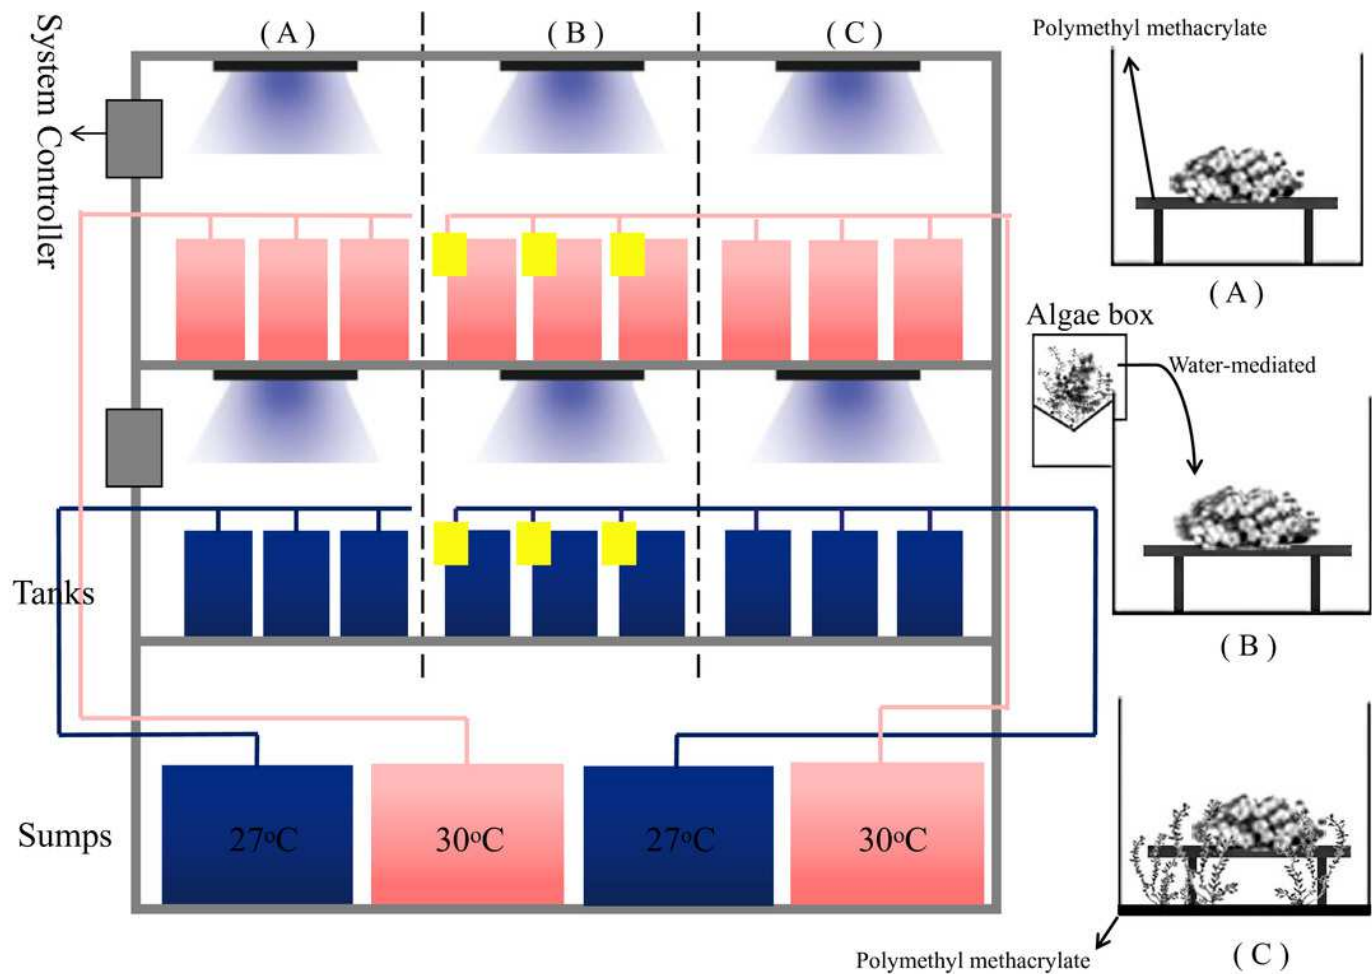 ( A )
( B )
( C )
System Controller
Polymethyl methacrylate
( A )
Algae box
Water-mediated
( B )
Tanks
Sumps
27°C
30°C
27°C
30°C
Polymethyl methacrylate
( C )